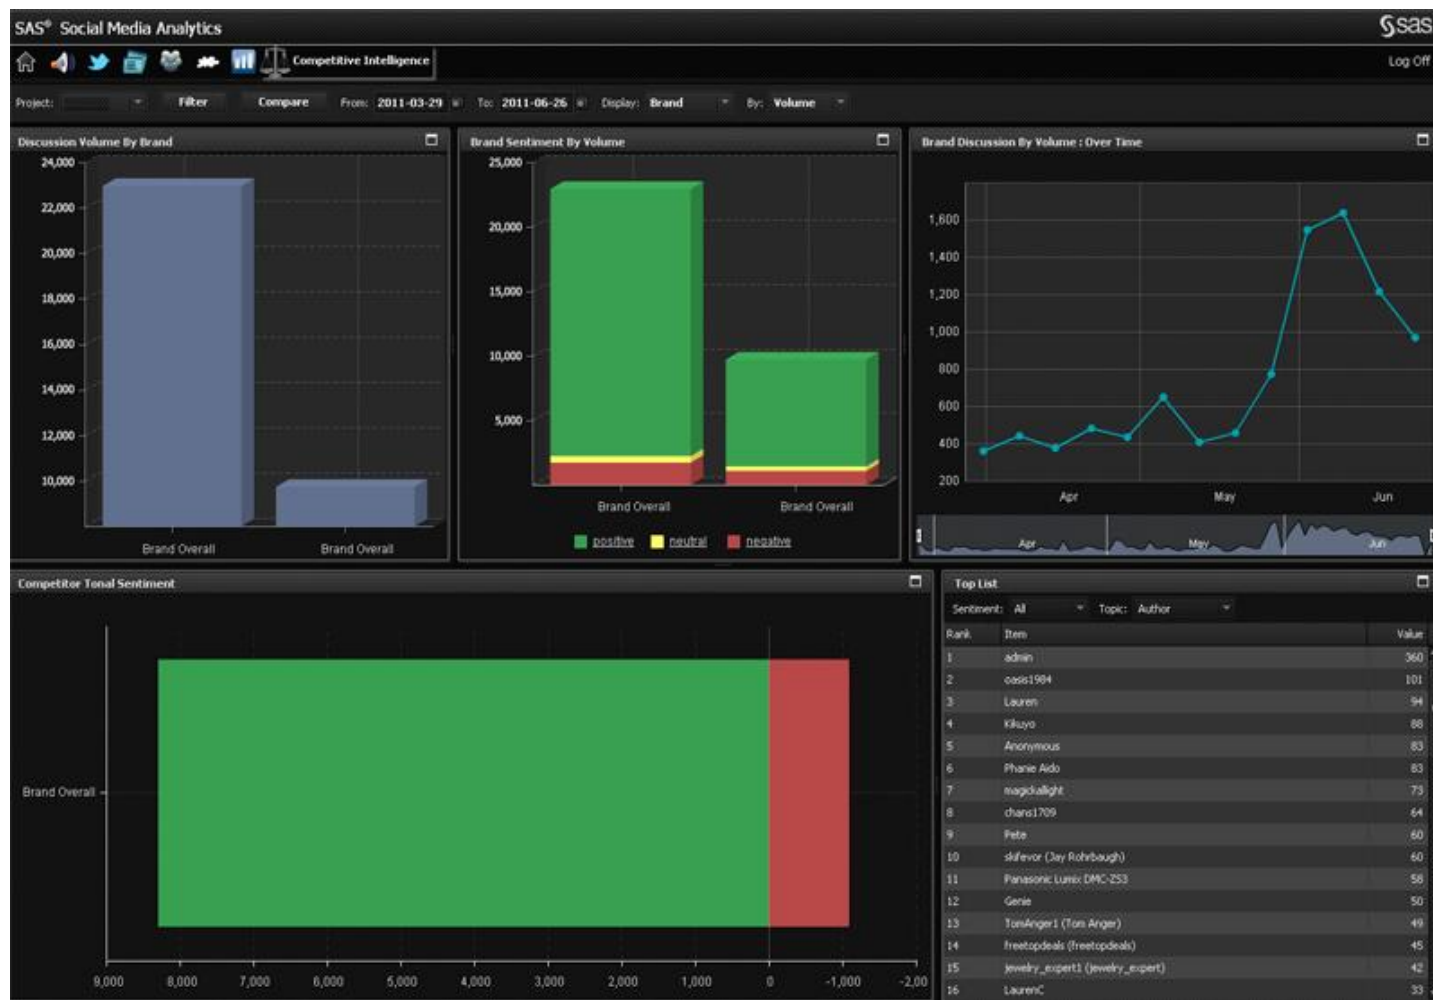 SAS® Social Media Analytics
sas
Competitive Intelligence
Log Off
Project: Filter Compare From: 2011-03-29 To: 2011-06-26 Display: Brand By: Volume
Discussion Volume By Brand
24,000
22,000
20,000
18,000
16,000
14,000
12,000
10,000
Brand Overall Brand Overall
Brand Sentiment By Volume
25,000
20,000
15,000
10,000
5,000
Brand Overall Brand Overall
positive neutral negative
Brand Discussion By Volume : Over Time
1,600
1,400
1,200
1,000
800
600
400
200
Apr May Jun
Apr May Jun
Competitor Tonal Sentiment
Brand Overall
9,000 8,000 7,000 6,000 5,000 4,000 3,000 2,000 1,000 0 -1,000 -2,00
Top List
Sentiment: All Topic: Author
Rank Item Value
1 admin 360
2 oasis1984 101
3 Lauren 94
4 Kikuyo 88
5 Anonymous 83
6 Phanie Aido 83
7 magickallight 73
8 chans1709 64
9 Pete 60
10 skifevor (Jay Rohrbaugh) 60
11 Panasonic Lumix DMC-ZS3 58
12 Genie 50
13 TomAnger1 (Tom Anger) 49
14 freetopdeals (freetopdeals) 45
15 jewelry_expert1 (jewelry_expert) 42
16 LaurenC 33